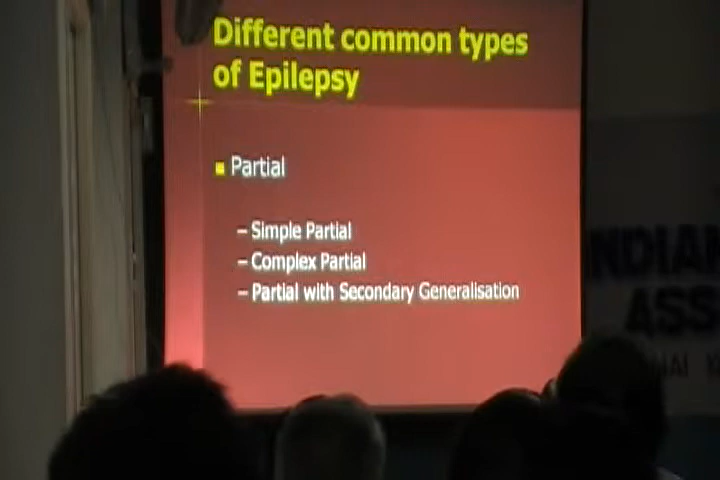 Different common types
of Epilepsy
Partial
– Simple Partial
– Complex Partial
– Partial with Secondary Generalisation